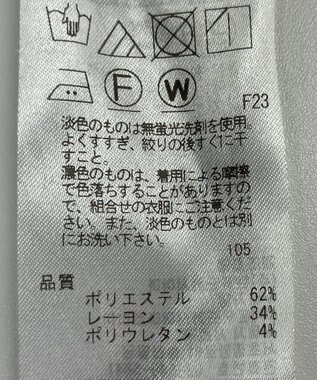 F W
F23
淡色のものは無蛍光洗剤を使用。
よくすすぎ、絞りの後すぐに干
すこと。
濃色のものは、着用による摩擦
で色落ちすることがありますの
で、組合せの衣服にご注意くだ
さい。また、淡色のものとは別
にお洗い下さい。
105
品質
ポリエステル 62%
レーヨン 34%
ポリウレタン 4%